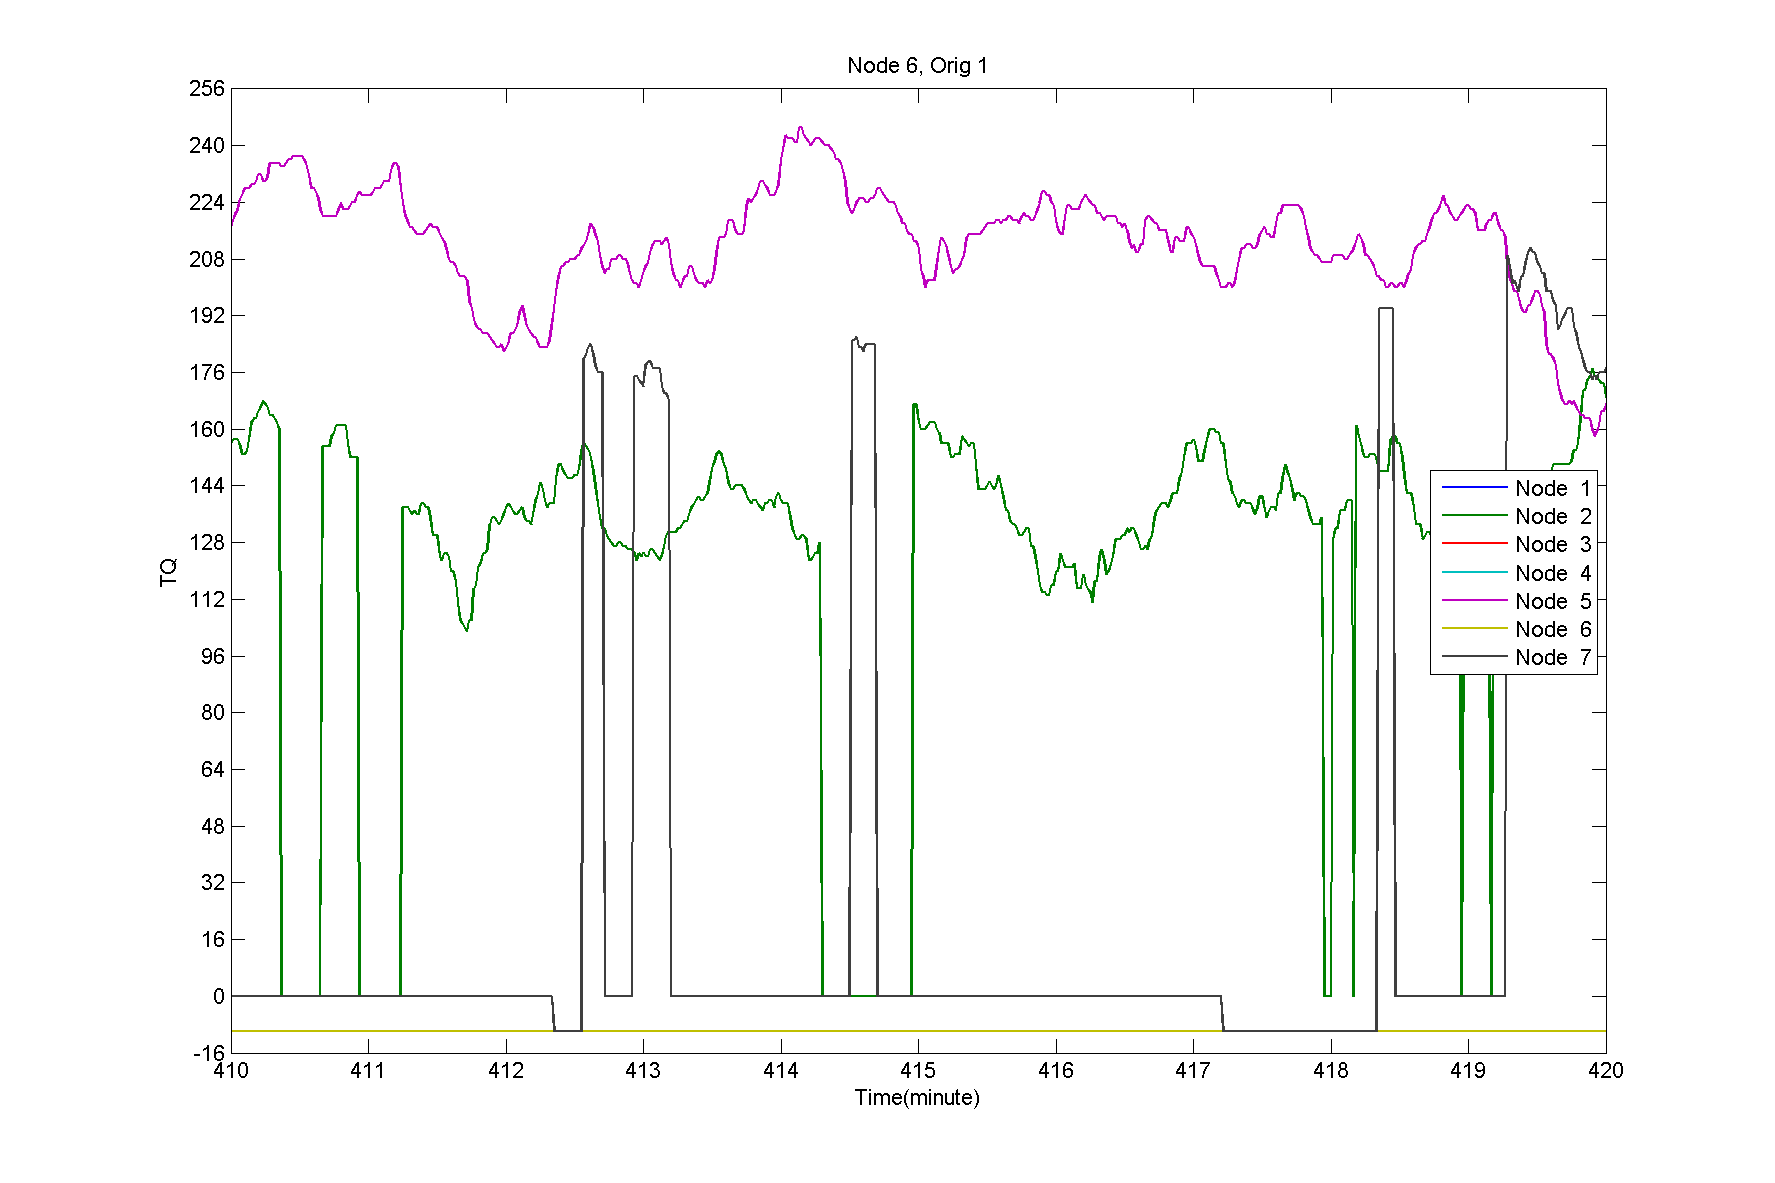 Node 6, Orig 1
256
240
224
208
192
176
160
144
128
112
96
80
64
48
32
16
0
-16
TQ
410 411 412 413 414 415 416 417 418 419 420
Time(minute)
Node 1
Node 2
Node 3
Node 4
Node 5
Node 6
Node 7